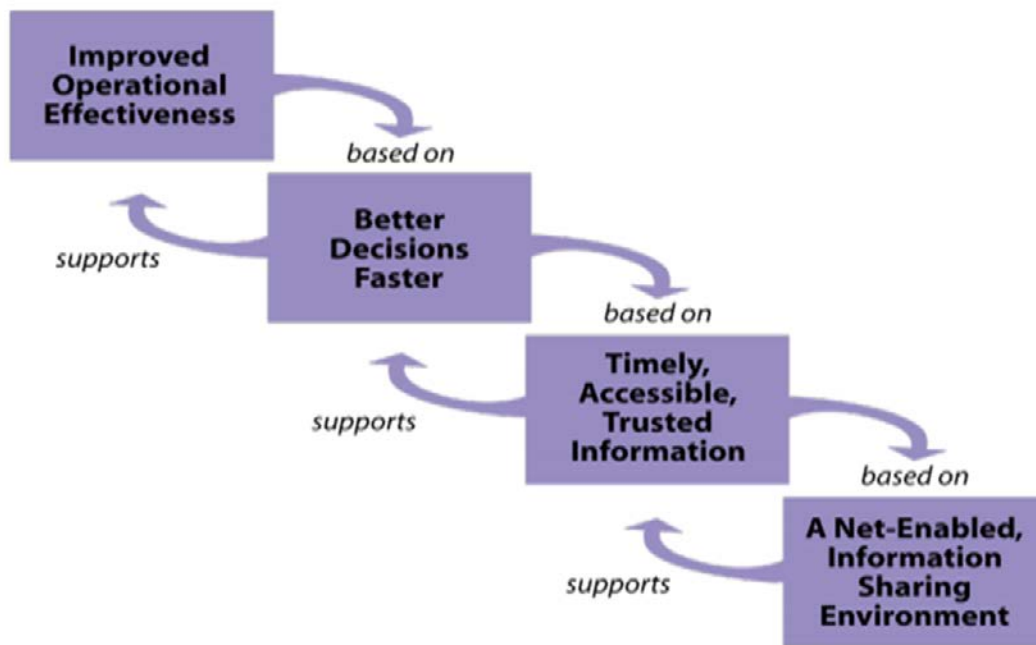 Improved
Operational
Effectiveness
based on
supports
Better
Decisions
Faster
based on
supports
Timely,
Accessible,
Trusted
Information
based on
supports
A Net-Enabled,
Information
Sharing
Environment